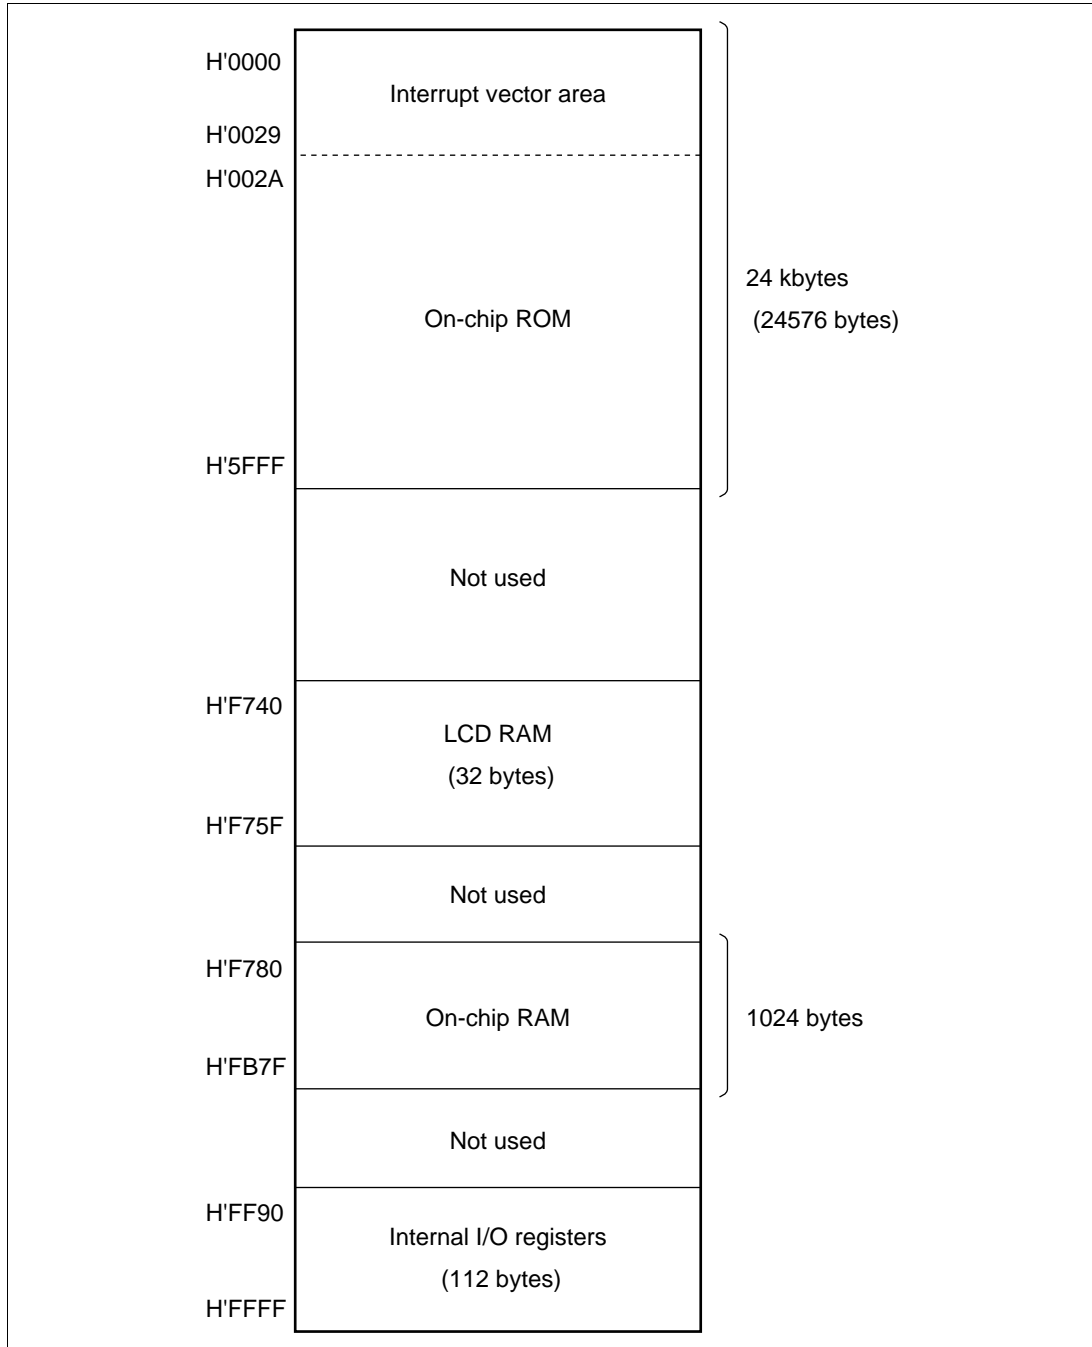 H'0000
Interrupt vector area
H'0029
H'002A
24 kbytes
(24576 bytes)
On-chip ROM
H'5FFF
Not used
H'F740
LCD RAM
(32 bytes)
H'F75F
Not used
H'F780
On-chip RAM
1024 bytes
H'FB7F
Not used
H'FF90
Internal I/O registers
(112 bytes)
H'FFFF